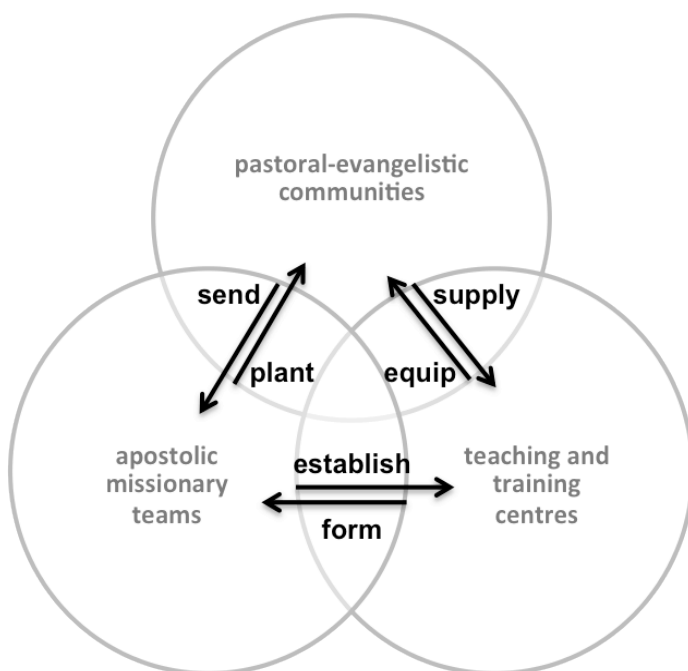 pastoral-evangelistic
communities
send
supply
plant
equip
apostolic
missionary
teams
establish
form
teaching and
training
centres